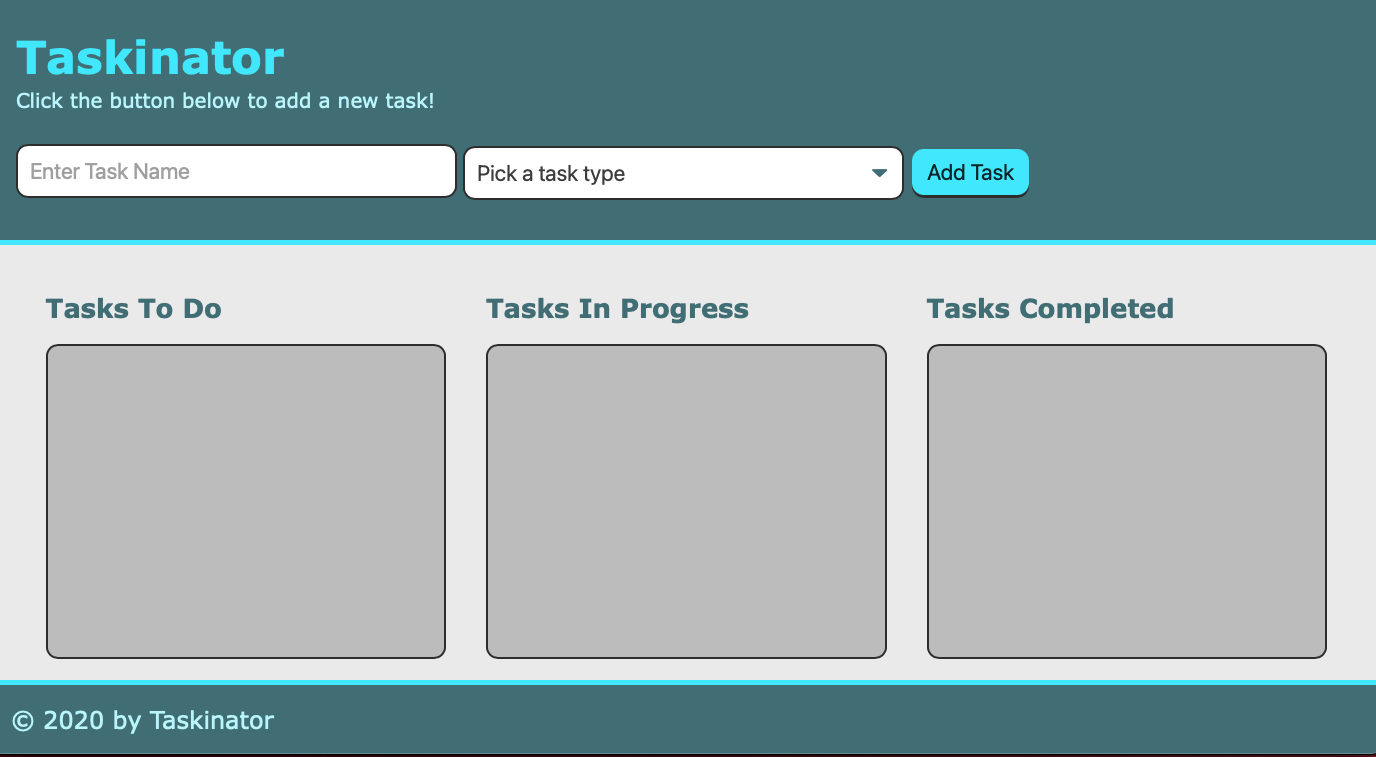 Taskinator
Click the button below to add a new task!
Enter Task Name
Pick a task type
Add Task
Tasks To Do
Tasks In Progress
Tasks Completed
© 2020 by Taskinator